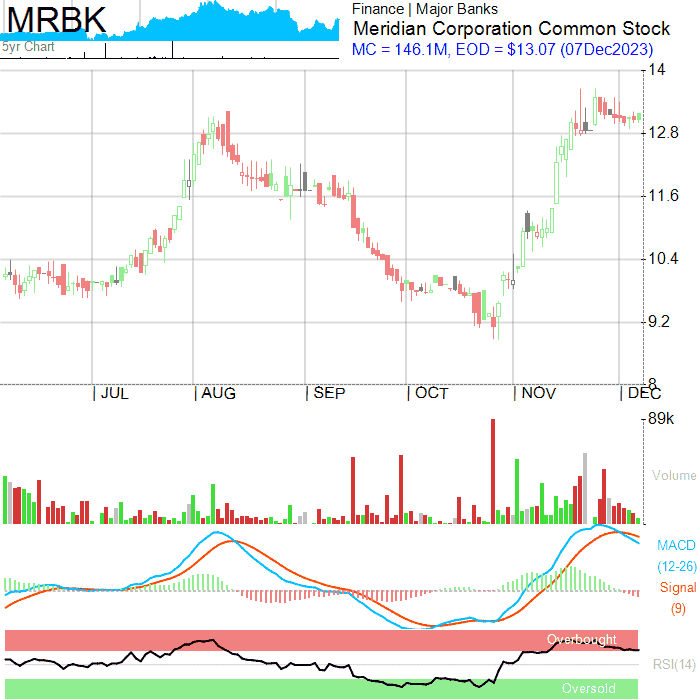 MRBK
5yr Chart
Finance | Major Banks
Meridian Corporation Common Stock
MC = 146.1M, EOD = $13.07 (07Dec2023)
14
12.8
11.6
10.4
9.2
8
JUL AUG SEP OCT NOV DEC
89k
Volume
MACD
(12-26)
Signal
(9)
Overbought
RSI(14)
Oversold